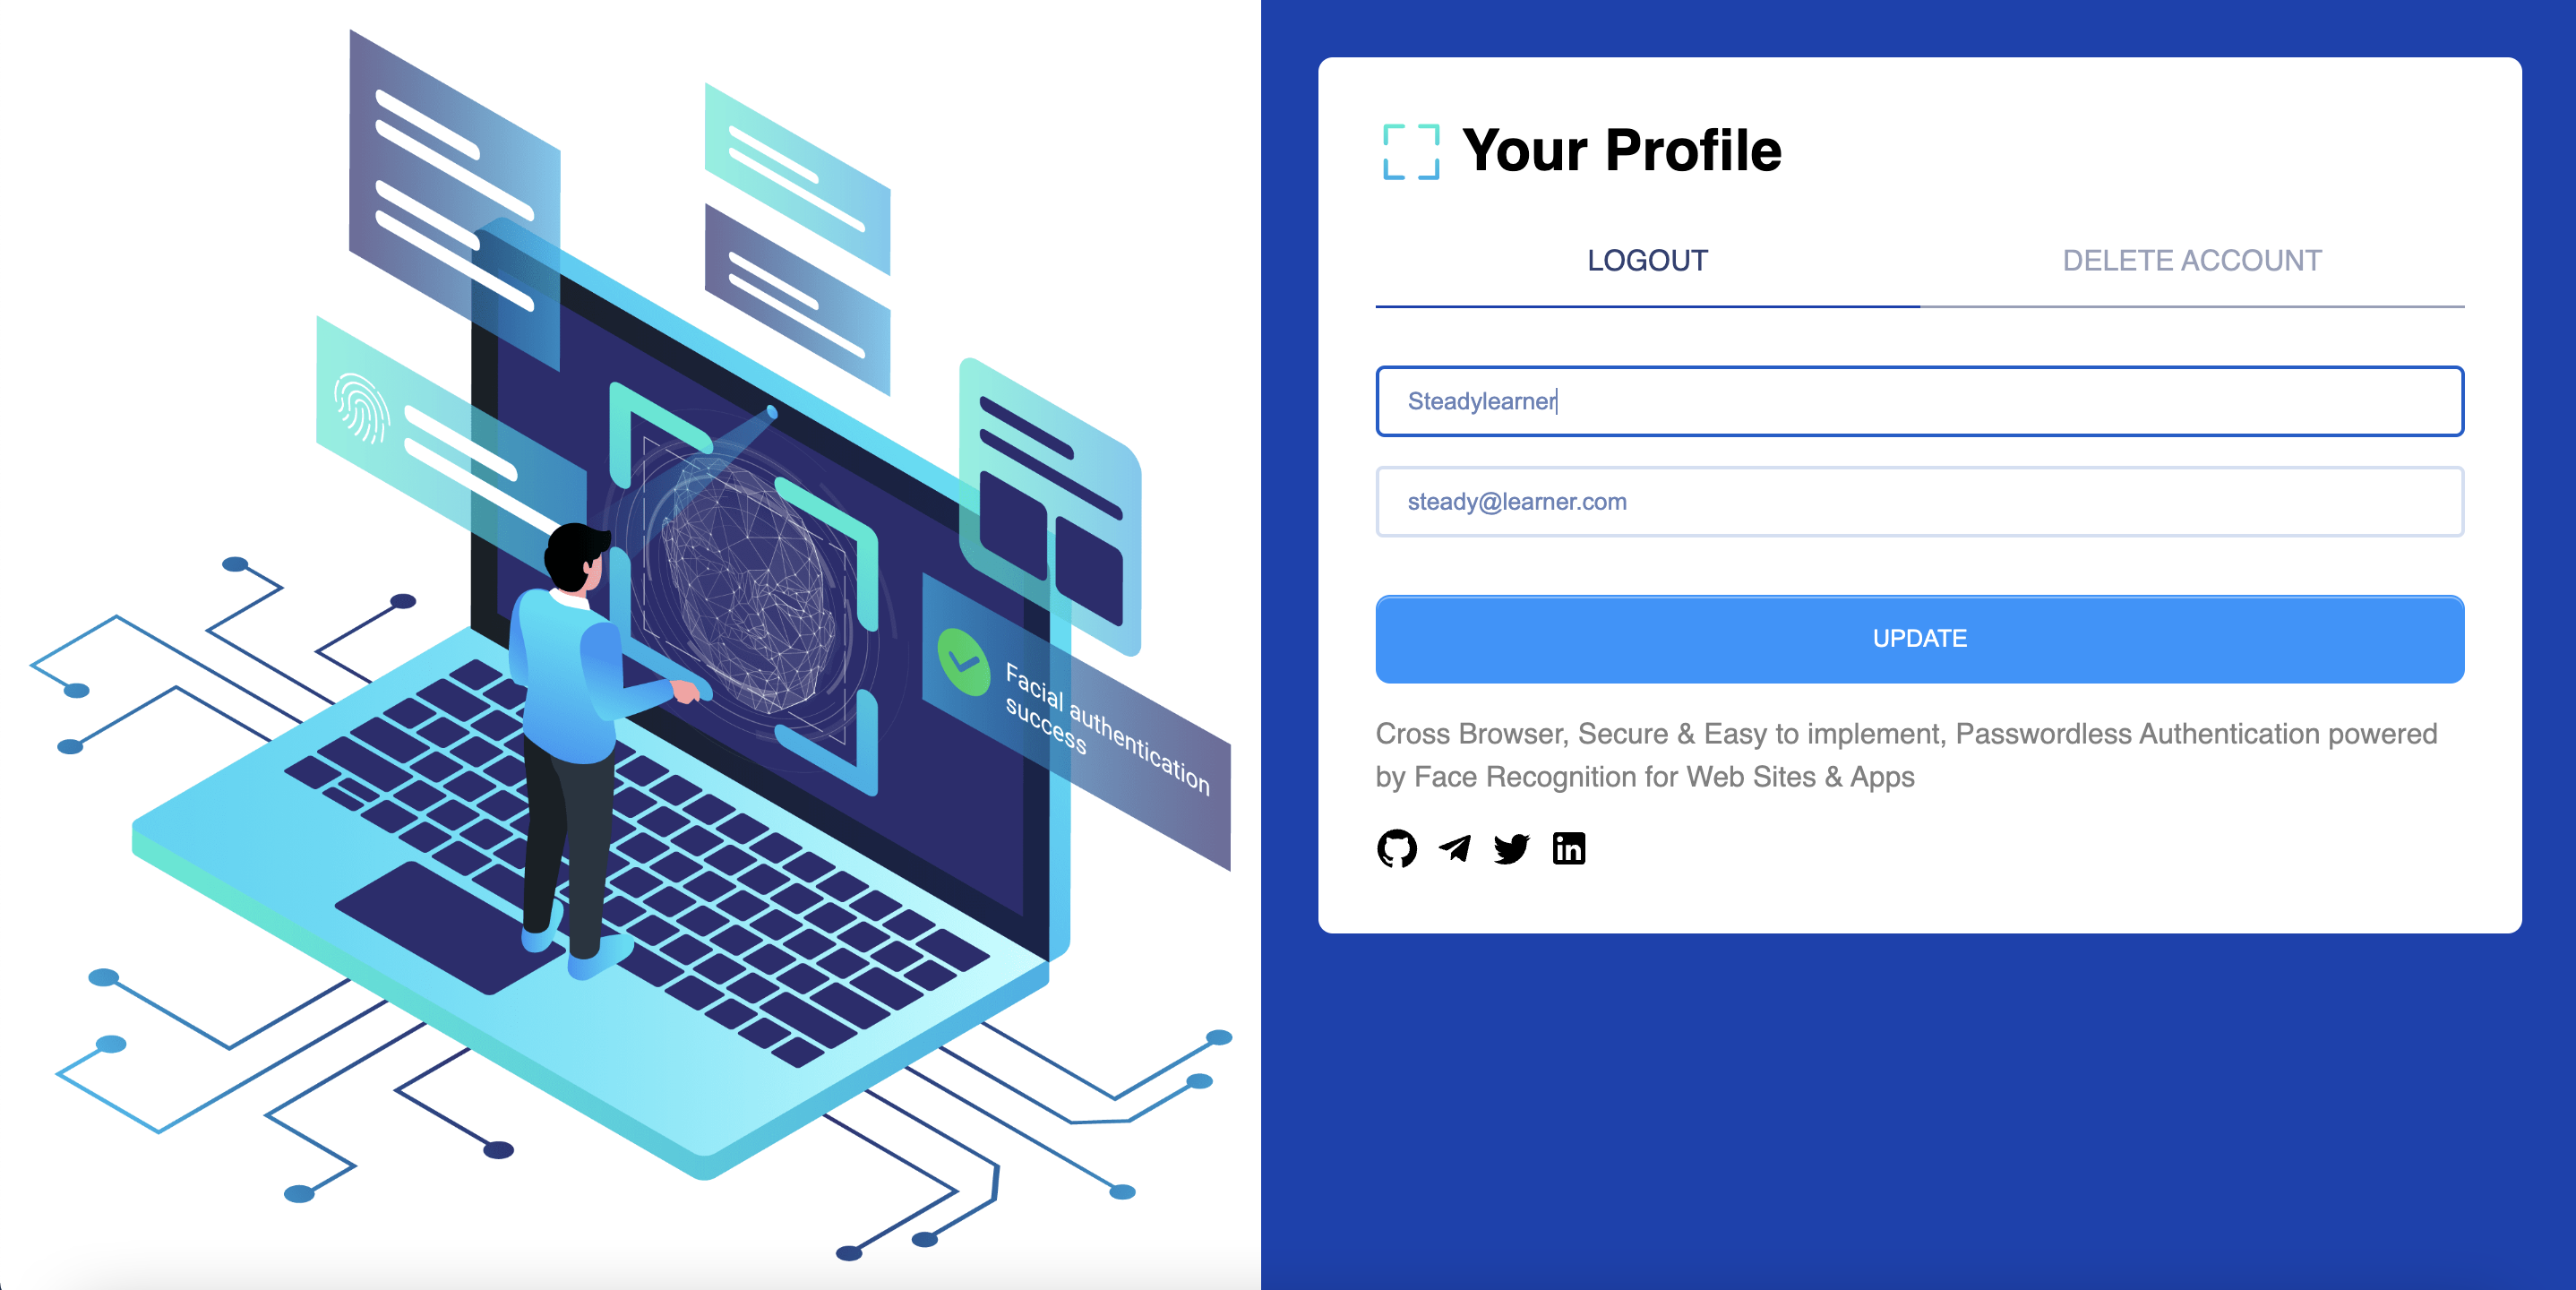 Facial authentication
success
Your Profile
LOGOUT
DELETE ACCOUNT
Steadylearner
steady@learner.com
UPDATE
Cross Browser, Secure & Easy to implement, Passwordless Authentication powered
by Face Recognition for Web Sites & Apps
in